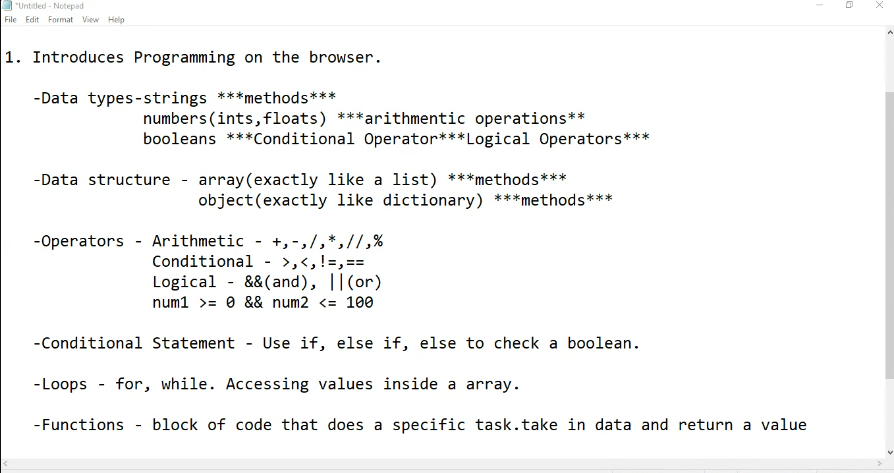 *Untitled - Notepad
File Edit Format View Help
1. Introduces Programming on the browser.
-Data types-strings ***methods***
numbers(ints,floats) ***arithmentic operations**
booleans ***Conditional Operator***Logical Operators***
-Data structure - array(exactly like a list) ***methods***
object(exactly like dictionary) ***methods***
-Operators - Arithmetic - +,-,/,*,//,%
Conditional - >,<,!=,==
Logical - &&(and), ||(or)
num1 >= 0 && num2 <= 100
-Conditional Statement - Use if, else if, else to check a boolean.
-Loops - for, while. Accessing values inside a array.
-Functions - block of code that does a specific task.take in data and return a value